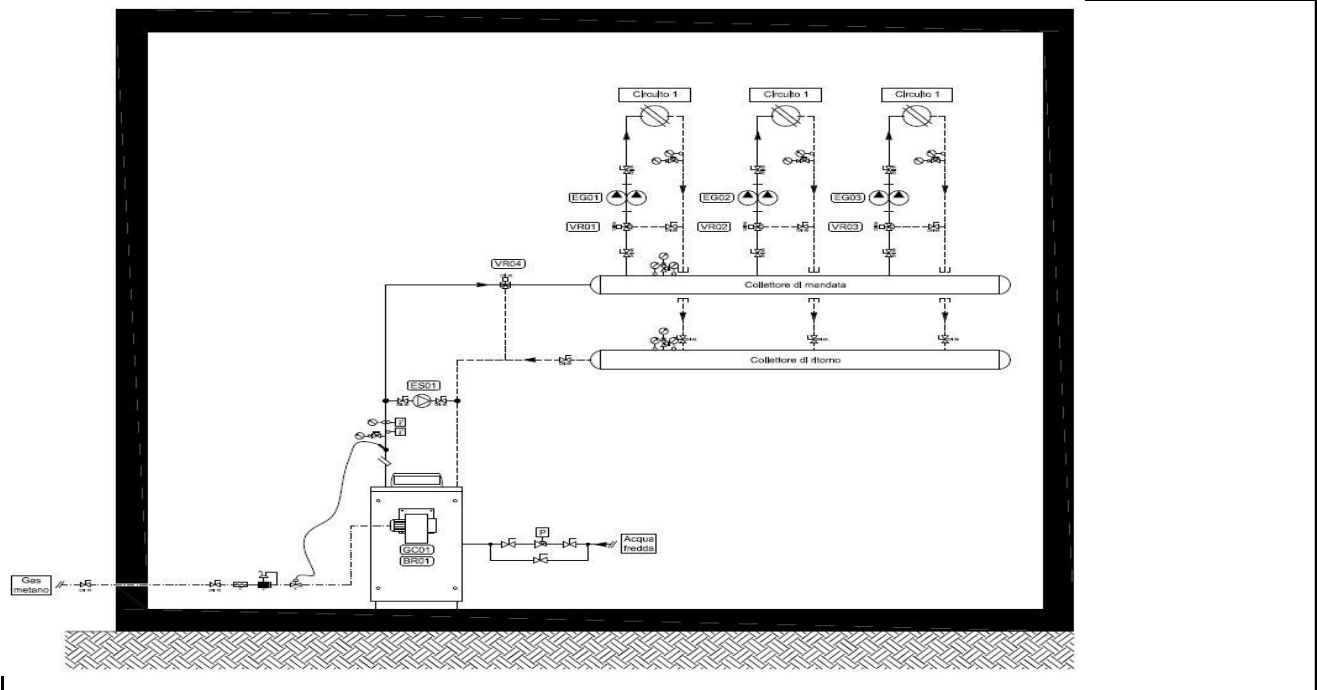 Circuito 1 Circuito 1 Circuito 1
EG01 EG02 EG03
VR01 VR02 VR03
VR04
Collettore di mandata
Collettore di ritorno
ES01
P
Acqua
fredda
GC01
BR01
Gas
metano